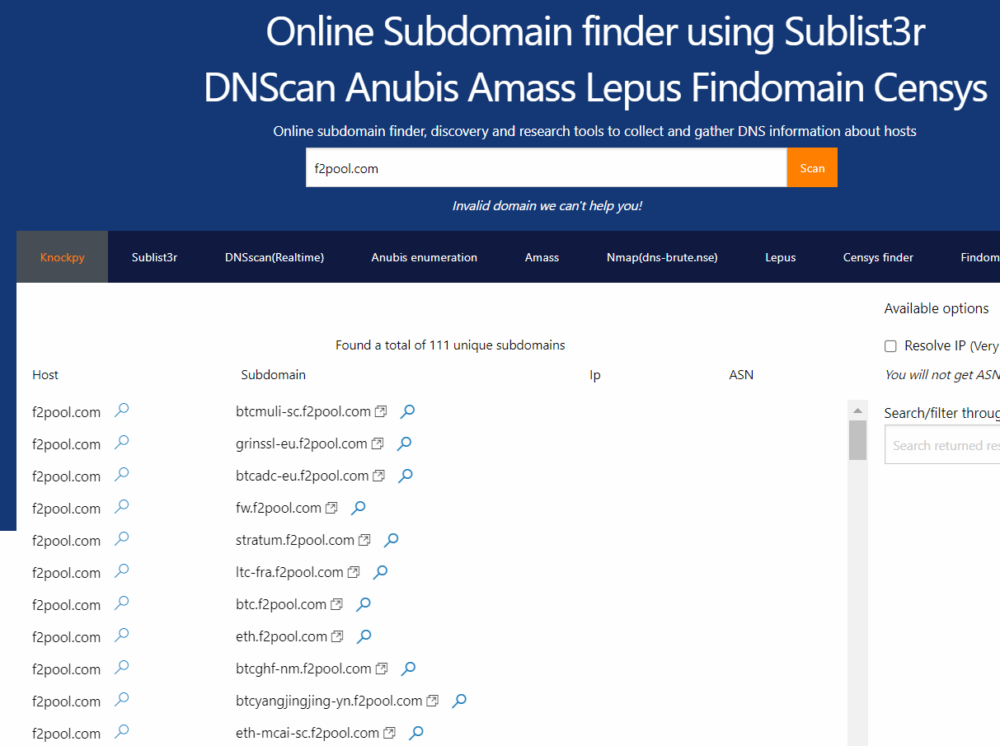 Online Subdomain finder using Sublist3r
DNScan Anubis Amass Lepus Findomain Censys
Online subdomain finder, discovery and research tools to collect and gather DNS information about hosts
f2pool.com Scan
Invalid domain we can't help you!
Knockpy Sublist3r DNSscan(Realtime) Anubis enumeration Amass Nmap(dns-brute.nse) Lepus Censys finder Findom
Available options
Found a total of 111 unique subdomains
Resolve IP (Very
Host Subdomain Ip ASN
You will not get ASN
Search/filter throug
Search returned res
f2pool.com btcmuli-sc.f2pool.com
f2pool.com grinssl-eu.f2pool.com
f2pool.com btcadc-eu.f2pool.com
f2pool.com fw.f2pool.com
f2pool.com stratum.f2pool.com
f2pool.com ltc-fra.f2pool.com
f2pool.com btc.f2pool.com
f2pool.com eth.f2pool.com
f2pool.com btcghf-nm.f2pool.com
f2pool.com btcyangjingjing-yn.f2pool.com
f2pool.com eth-mcai-sc.f2pool.com